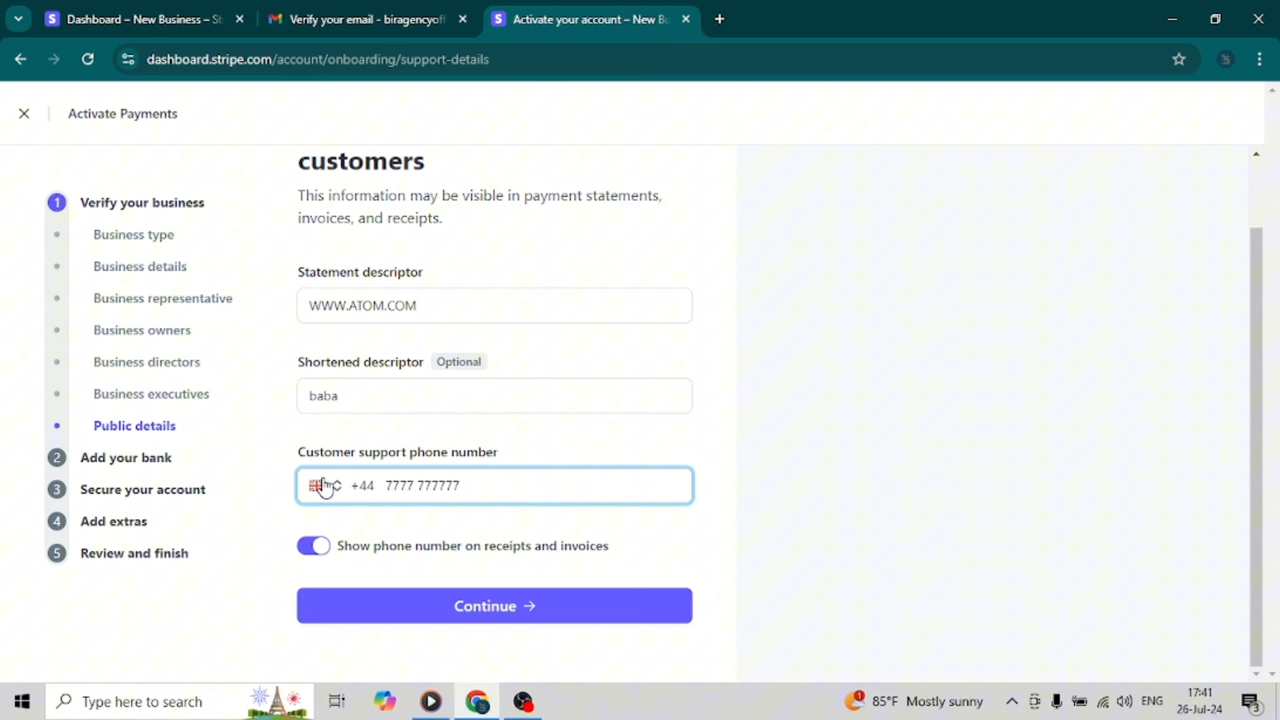 Dashboard – New Business – St
Verify your email - biragencyoff
Activate your account – New Bu
dashboard.stripe.com/account/onboarding/support-details
Activate Payments
customers
This information may be visible in payment statements,
invoices, and receipts.
1 Verify your business
Business type
Business details
Business representative
Business owners
Business directors
Business executives
Public details
2 Add your bank
3 Secure your account
4 Add extras
5 Review and finish
Statement descriptor
WWW.ATOM.COM
Shortened descriptor Optional
baba
Customer support phone number
+44 7777 777777
Show phone number on receipts and invoices
Continue →
Type here to search
1
85°F Mostly sunny
ENG
17:41
26-Jul-24
3